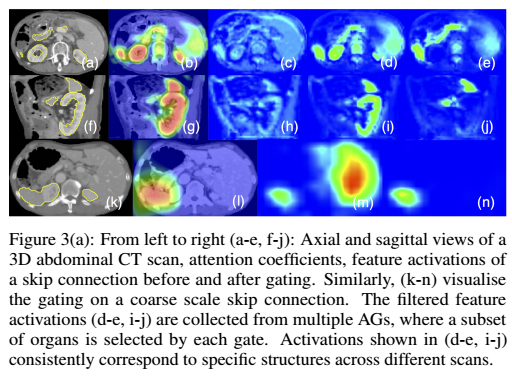 (a) (b) (c) (d) (e)
(f) (g) (h) (i) (j)
(k) (l) (m) (n)
Figure 3(a): From left to right (a-e, f-j): Axial and sagittal views of a
3D abdominal CT scan, attention coefficients, feature activations of
a skip connection before and after gating. Similarly, (k-n) visualise
the gating on a coarse scale skip connection. The filtered feature
activations (d-e, i-j) are collected from multiple AGs, where a subset
of organs is selected by each gate. Activations shown in (d-e, i-j)
consistently correspond to specific structures across different scans.